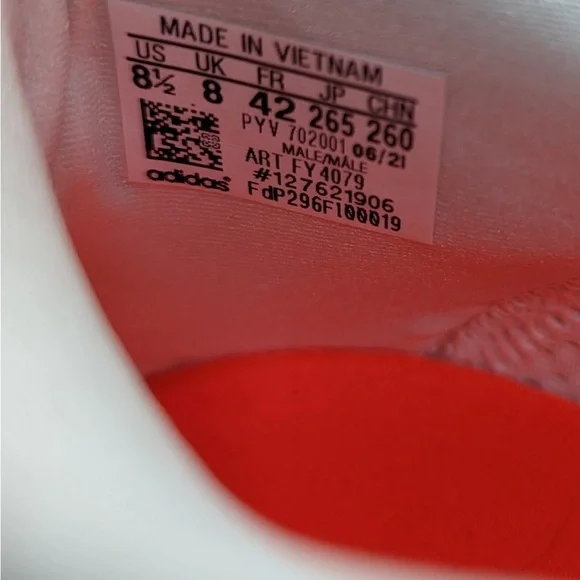 MADE IN VIETNAM
US UK FR JP CHN
8½ 8 42 265 260
PYV 702001 06/21
MALE/MÂLE
ART FY4079
#127621906
adidas® FdP296Fl00019